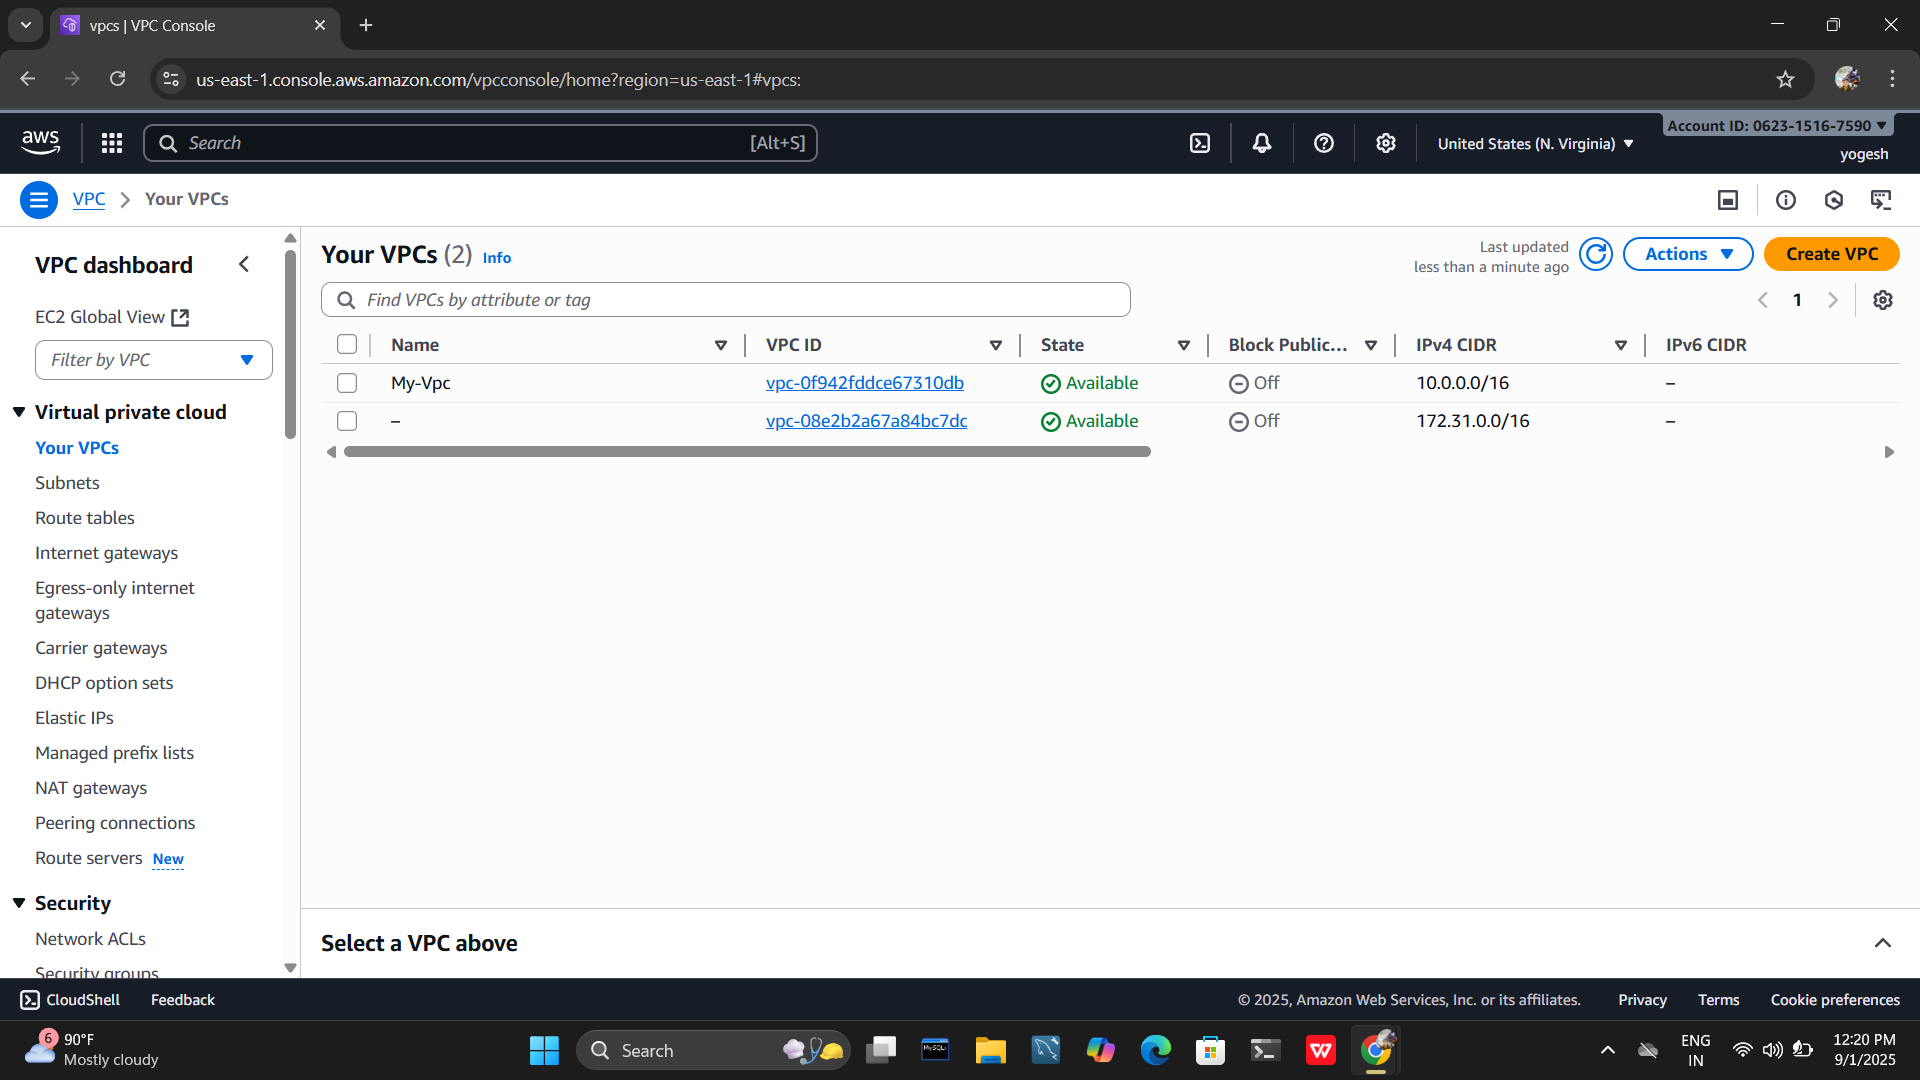 vpcs | VPC Console
us-east-1.console.aws.amazon.com/vpcconsole/home?region=us-east-1#vpcs:
aws
Search
[Alt+S]
United States (N. Virginia)
Account ID: 0623-1516-7590
yogesh
VPC
Your VPCs
VPC dashboard
EC2 Global View
Filter by VPC
Virtual private cloud
Your VPCs
Subnets
Route tables
Internet gateways
Egress-only internet
gateways
Carrier gateways
DHCP option sets
Elastic IPs
Managed prefix lists
NAT gateways
Peering connections
Route servers New
Security
Network ACLs
Security groups
Your VPCs (2) Info
Last updated
less than a minute ago
Actions
Create VPC
Find VPCs by attribute or tag
1
Name VPC ID State Block Public... IPv4 CIDR IPv6 CIDR
My-Vpc vpc-0f942fddce67310db Available Off 10.0.0.0/16 –
– vpc-08e2b2a67a84bc7dc Available Off 172.31.0.0/16 –
Select a VPC above
CloudShell Feedback
© 2025, Amazon Web Services, Inc. or its affiliates. Privacy Terms Cookie preferences
6
90°F
Mostly cloudy
Search
ENG
IN
12:20 PM
9/1/2025